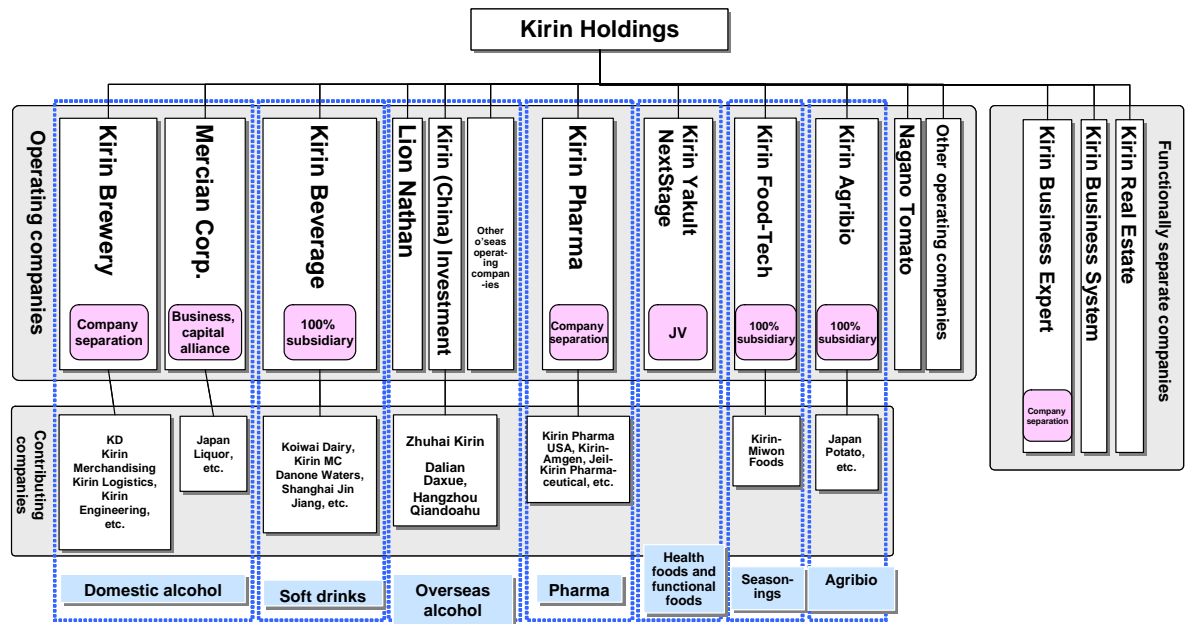 Kirin Holdings
Operating companies
Kirin Brewery
Company
separation
Mercian Corp.
Business,
capital
alliance
Kirin Beverage
100%
subsidiary
Lion Nathan
Kirin (China) Investment
Other
o'seas
operat-
ing
compan
-ies
Kirin Pharma
Company
separation
Kirin Yakult
NextStage
JV
Kirin Food-Tech
100%
subsidiary
Kirin Agribio
100%
subsidiary
Nagano Tomato
Other operating companies
Kirin Business Expert
Company
separation
Kirin Business System
Kirin Real Estate
Functionally separate companies
Contributing
companies
KD
Kirin
Merchandising
Kirin Logistics,
Kirin
Engineering,
etc.
Japan
Liquor,
etc.
Koiwai Dairy,
Kirin MC
Danone Waters,
Shanghai Jin
Jiang, etc.
Zhuhai Kirin
Dalian
Daxue,
Hangzhou
Qiandoahu
Kirin Pharma
USA, Kirin-
Amgen, Jeil-
Kirin Pharma-
ceutical, etc.
Kirin-
Miwon
Foods
Japan
Potato,
etc.
Domestic alcohol
Soft drinks
Overseas
alcohol
Pharma
Health
foods and
functional
foods
Season-
ings
Agribio